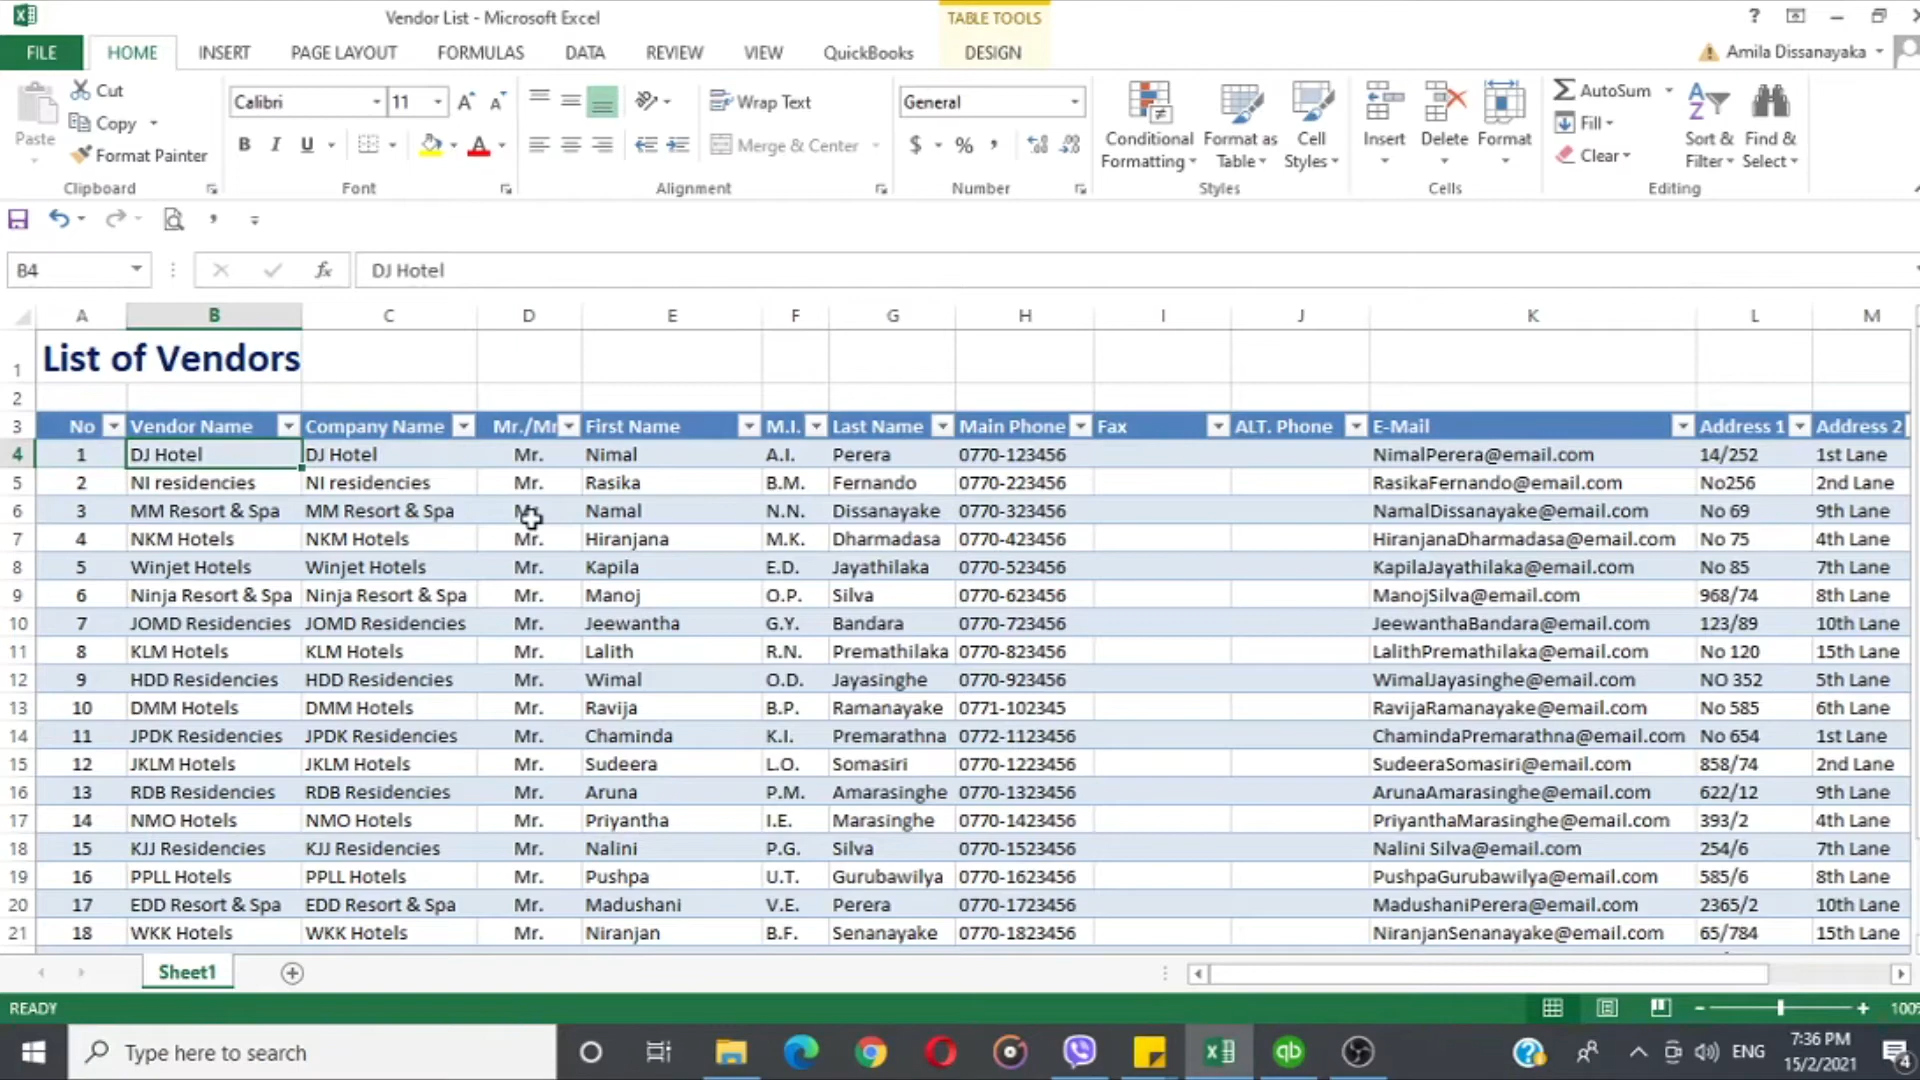 Vendor List - Microsoft Excel
TABLE TOOLS
?
FILE HOME INSERT PAGE LAYOUT FORMULAS DATA REVIEW VIEW QuickBooks DESIGN Amila Dissanayaka
Cut
Copy
Format Painter
Paste
Calibri 11
B I U
Wrap Text
Merge & Center
General
$ % ,
Conditional Formatting
Format as Table
Cell Styles
Insert Delete Format
AutoSum
Fill
Clear
Sort & Filter
Find & Select
Clipboard Font Alignment Number Styles Cells Editing
B4 fx DJ Hotel
A B C D E F G H I J K L M
1 List of Vendors
2
3 No Vendor Name Company Name Mr./Mr First Name M.I. Last Name Main Phone Fax ALT. Phone E-Mail Address 1 Address 2
4 1 DJ Hotel DJ Hotel Mr. Nimal A.I. Perera 0770-123456 NimalPerera@email.com 14/252 1st Lane
5 2 NI residencies NI residencies Mr. Rasika B.M. Fernando 0770-223456 RasikaFernando@email.com No256 2nd Lane
6 3 MM Resort & Spa MM Resort & Spa Namal N.N. Dissanayake 0770-323456 NamalDissanayake@email.com No 69 9th Lane
7 4 NKM Hotels NKM Hotels Mr. Hiranjana M.K. Dharmadasa 0770-423456 HiranjanaDharmadasa@email.com No 75 4th Lane
8 5 Winjet Hotels Winjet Hotels Mr. Kapila E.D. Jayathilaka 0770-523456 KapilaJayathilaka@email.com No 85 7th Lane
9 6 Ninja Resort & Spa Ninja Resort & Spa Mr. Manoj O.P. Silva 0770-623456 ManojSilva@email.com 968/74 8th Lane
10 7 JOMD Residencies JOMD Residencies Mr. Jeewantha G.Y. Bandara 0770-723456 JeewanthaBandara@email.com 123/89 10th Lane
11 8 KLM Hotels KLM Hotels Mr. Lalith R.N. Premathilaka 0770-823456 LalithPremathilaka@email.com No 120 15th Lane
12 9 HDD Residencies HDD Residencies Mr. Wimal O.D. Jayasinghe 0770-923456 WimalJayasinghe@email.com NO 352 5th Lane
13 10 DMM Hotels DMM Hotels Mr. Ravija B.P. Ramanayake 0771-102345 RavijaRamanayake@email.com No 585 6th Lane
14 11 JPDK Residencies JPDK Residencies Mr. Chaminda K.I. Premarathna 0772-1123456 ChamindaPremarathna@email.com No 654 1st Lane
15 12 JKLM Hotels JKLM Hotels Mr. Sudeera L.O. Somasiri 0770-1223456 SudeeraSomasiri@email.com 858/74 2nd Lane
16 13 RDB Residencies RDB Residencies Mr. Aruna P.M. Amarasinghe 0770-1323456 ArunaAmarasinghe@email.com 622/12 9th Lane
17 14 NMO Hotels NMO Hotels Mr. Priyantha I.E. Marasinghe 0770-1423456 PriyanthaMarasinghe@email.com 393/2 4th Lane
18 15 KJJ Residencies KJJ Residencies Mr. Nalini P.G. Silva 0770-1523456 Nalini Silva@email.com 254/6 7th Lane
19 16 PPLL Hotels PPLL Hotels Mr. Pushpa U.T. Gurubawilya 0770-1623456 PushpaGurubawilya@email.com 585/6 8th Lane
20 17 EDD Resort & Spa EDD Resort & Spa Mr. Madushani V.E. Perera 0770-1723456 MadushaniPerera@email.com 2365/2 10th Lane
21 18 WKK Hotels WKK Hotels Mr. Niranjan B.F. Senanayake 0770-1823456 NiranjanSenanayake@email.com 65/784 15th Lane
Sheet1
READY 100
Type here to search
qb
ENG
7:36 PM
15/2/2021
4